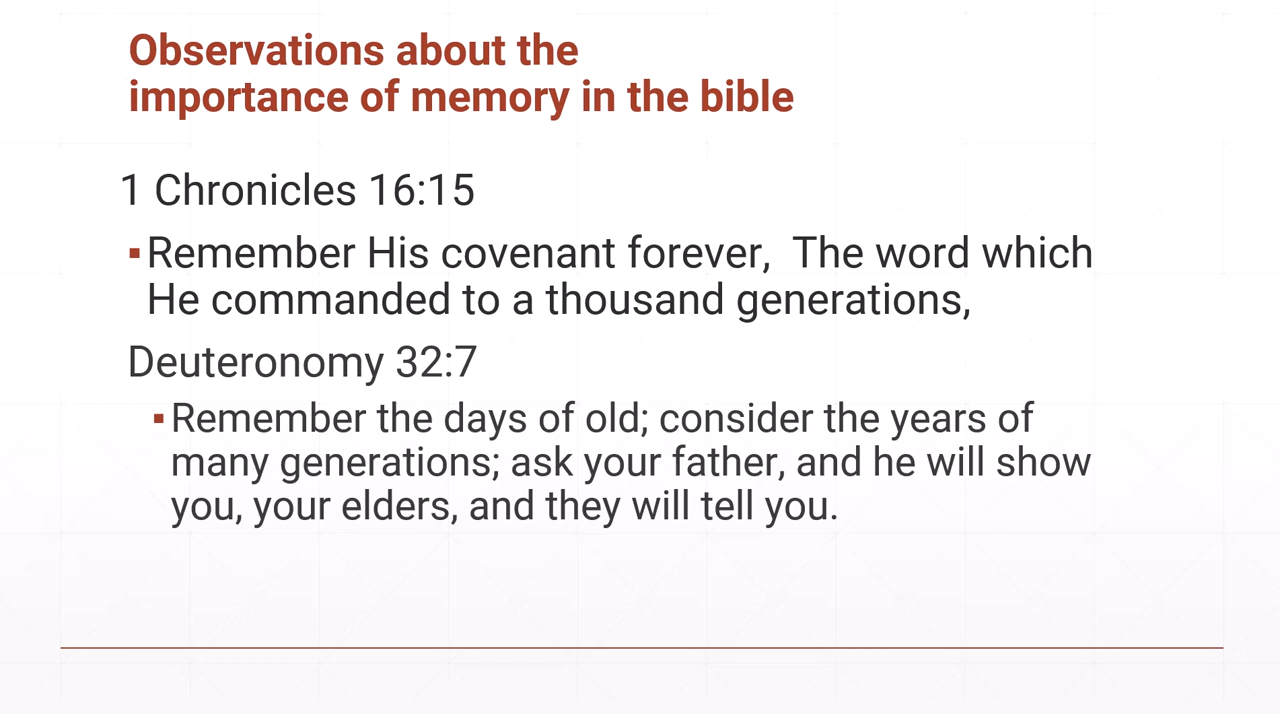 Observations about the
importance of memory in the bible
1 Chronicles 16:15
▪Remember His covenant forever,  The word which
He commanded to a thousand generations,
Deuteronomy 32:7
▪Remember the days of old; consider the years of
many generations; ask your father, and he will show
you, your elders, and they will tell you.